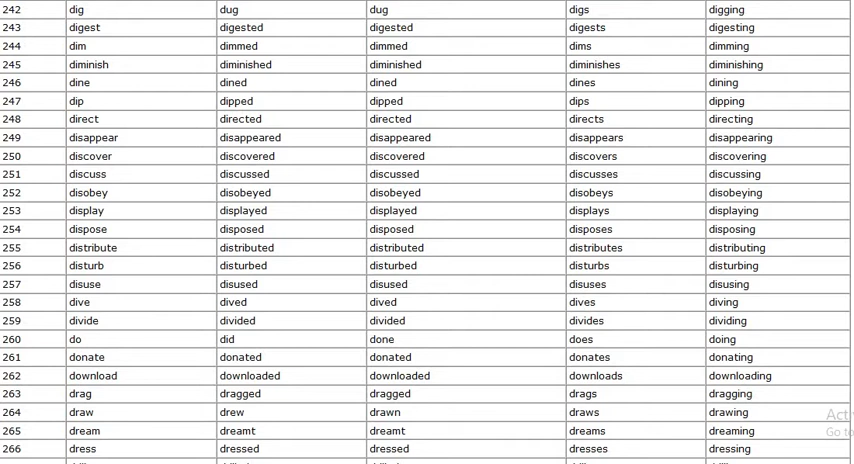 242 dig dug dug digs digging
243 digest digested digested digests digesting
244 dim dimmed dimmed dims dimming
245 diminish diminished diminished diminishes diminishing
246 dine dined dined dines dining
247 dip dipped dipped dips dipping
248 direct directed directed directs directing
249 disappear disappeared disappeared disappears disappearing
250 discover discovered discovered discovers discovering
251 discuss discussed discussed discusses discussing
252 disobey disobeyed disobeyed disobeys disobeying
253 display displayed displayed displays displaying
254 dispose disposed disposed disposes disposing
255 distribute distributed distributed distributes distributing
256 disturb disturbed disturbed disturbs disturbing
257 disuse disused disused disuses disusing
258 dive dived dived dives diving
259 divide divided divided divides dividing
260 do did done does doing
261 donate donated donated donates donating
262 download downloaded downloaded downloads downloading
263 drag dragged dragged drags dragging
264 draw drew drawn draws drawing
Acti
265 dream dreamt dreamt dreams dreaming
Go to
266 dress dressed dressed dresses dressing